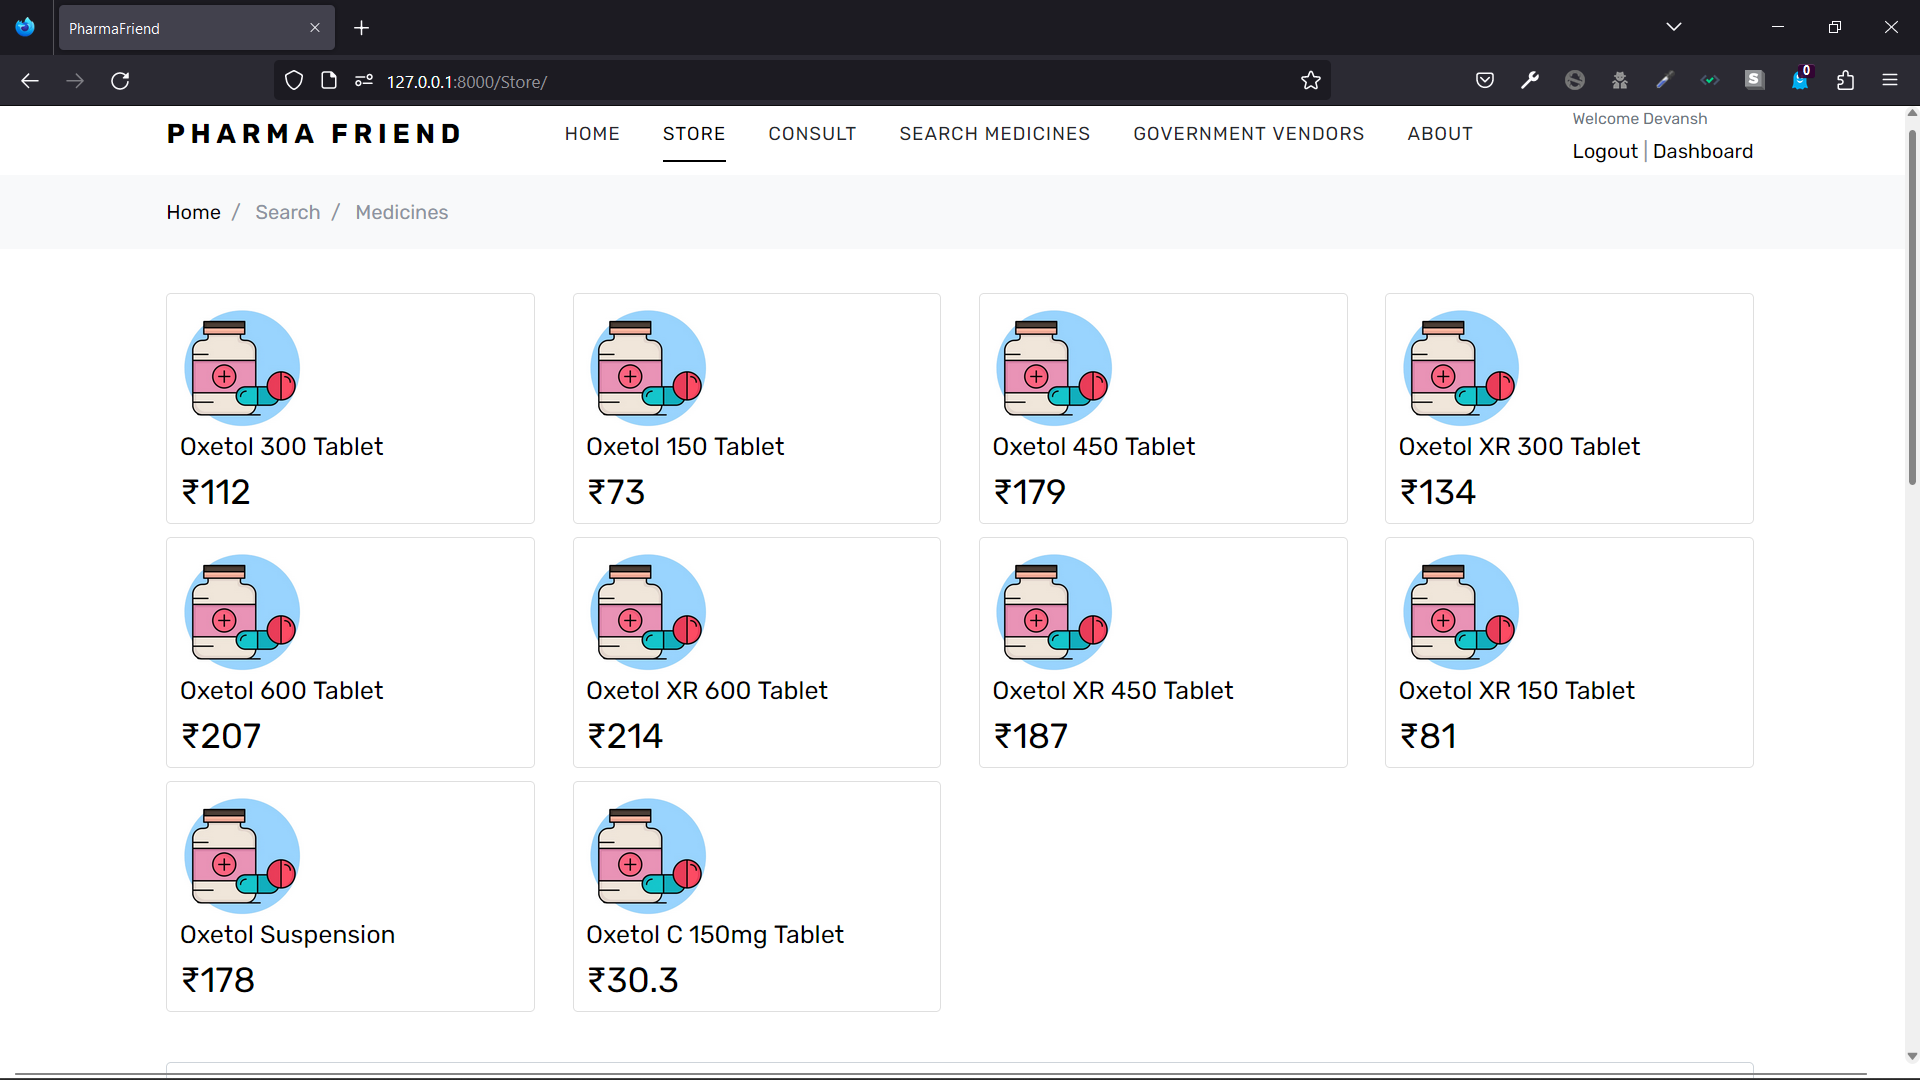 PharmaFriend
127.0.0.1:8000/Store/
0
S
PHARMA FRIEND
HOME STORE CONSULT SEARCH MEDICINES GOVERNMENT VENDORS ABOUT
Welcome Devansh
Logout | Dashboard
Home / Search / Medicines
Oxetol 300 Tablet
₹112
Oxetol 150 Tablet
₹73
Oxetol 450 Tablet
₹179
Oxetol XR 300 Tablet
₹134
Oxetol 600 Tablet
₹207
Oxetol XR 600 Tablet
₹214
Oxetol XR 450 Tablet
₹187
Oxetol XR 150 Tablet
₹81
Oxetol Suspension
₹178
Oxetol C 150mg Tablet
₹30.3